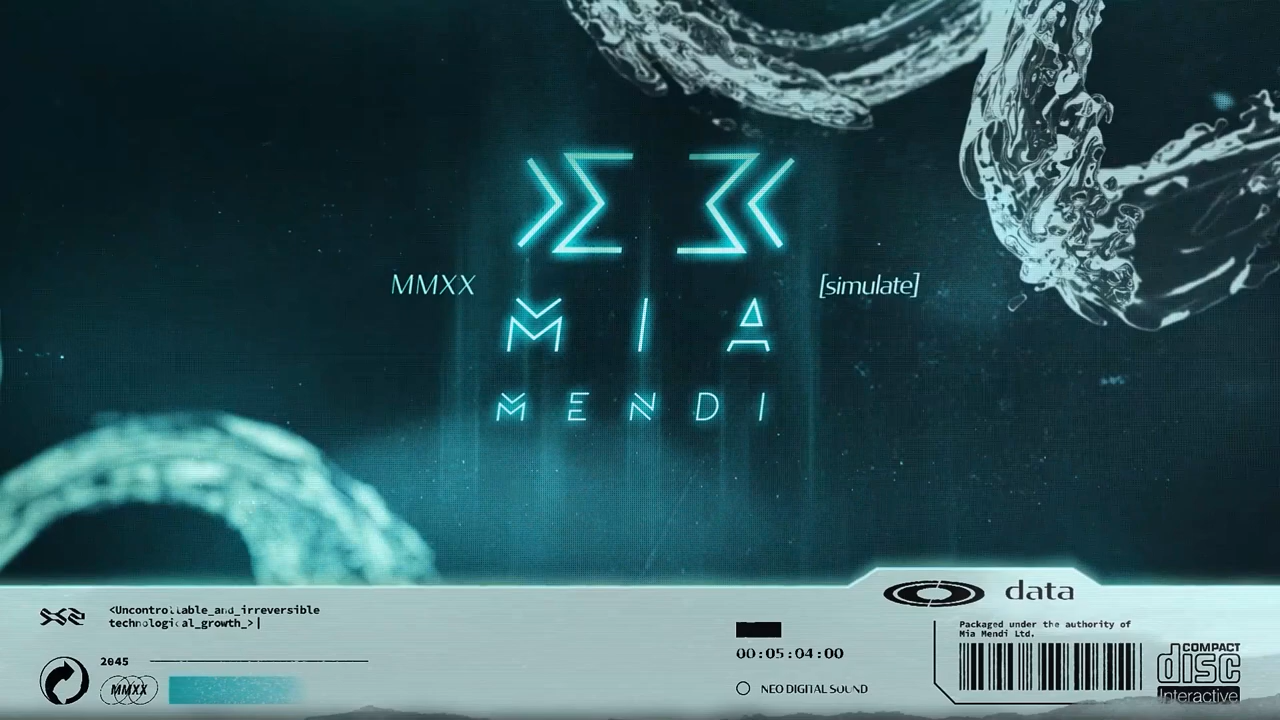 MMXX
[simulate]
MIA
MENDI
data
<Uncontrollable_and_irreversible
technological_growth_>|
Packaged under the authority of
Mia Mendi Ltd.
00:05:04:00
2045
MMXX
NEO DIGITAL SOUND
COMPACT
disc
Interactive